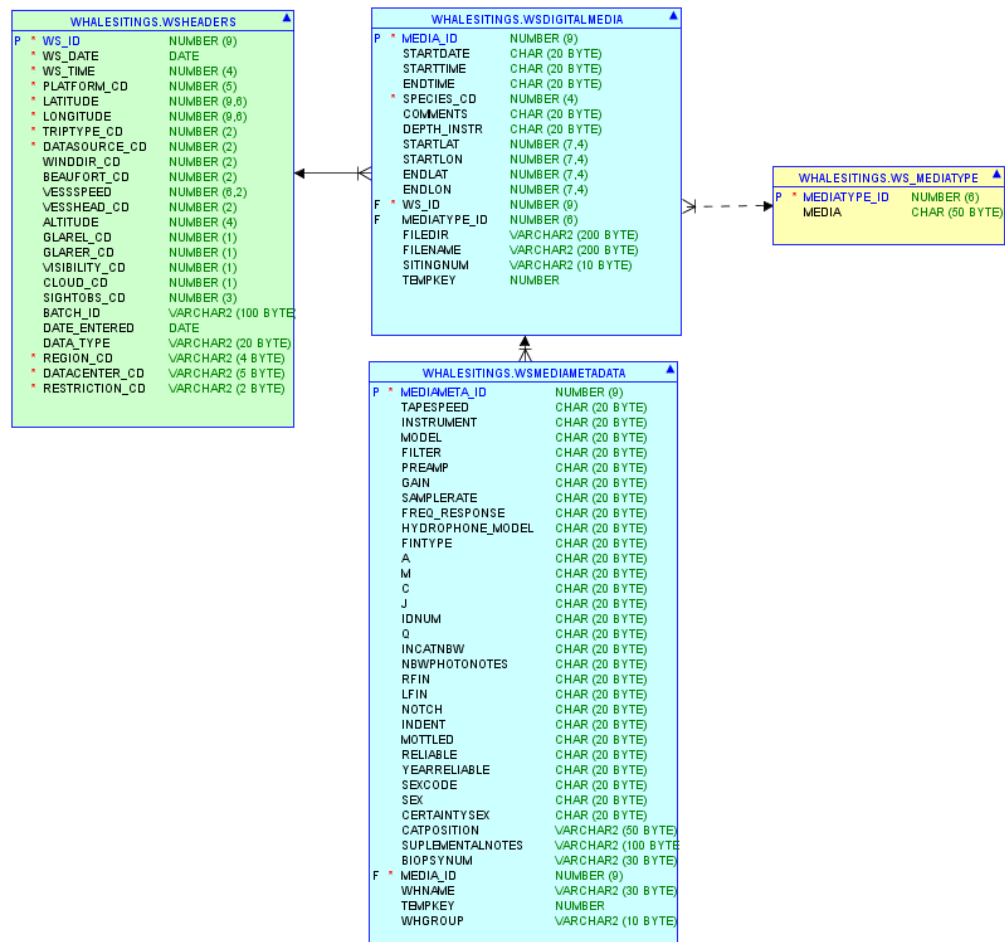 WHALESITINGS.WSHEADERS
P * WS_ID NUMBER (9)
* WS_DATE DATE
* WS_TIME NUMBER (4)
* PLATFORM_CD NUMBER (5)
* LATITUDE NUMBER (9,6)
* LONGITUDE NUMBER (9,6)
* TRIPTYPE_CD NUMBER (2)
* DATASOURCE_CD NUMBER (2)
WINDDIR_CD NUMBER (2)
BEAUFORT_CD NUMBER (2)
VESSSPEED NUMBER (6,2)
VESSHEAD_CD NUMBER (2)
ALTITUDE NUMBER (4)
GLAREL_CD NUMBER (1)
GLARER_CD NUMBER (1)
VISIBILITY_CD NUMBER (1)
CLOUD_CD NUMBER (1)
SIGHTOBS_CD NUMBER (3)
BATCH_ID VARCHAR2 (100 BYTE
DATE_ENTERED DATE
DATA_TYPE VARCHAR2 (20 BYTE)
* REGION_CD VARCHAR2 (4 BYTE)
* DATACENTER_CD VARCHAR2 (5 BYTE)
* RESTRICTION_CD VARCHAR2 (2 BYTE)
WHALESITINGS.WSDIGITALMEDIA
P * MEDIA_ID NUMBER (9)
STARTDATE CHAR (20 BYTE)
STARTTIME CHAR (20 BYTE)
ENDTIME CHAR (20 BYTE)
* SPECIES_CD NUMBER (4)
COMMENTS CHAR (20 BYTE)
DEPTH_INSTR CHAR (20 BYTE)
STARTLAT NUMBER (7,4)
STARTLON NUMBER (7,4)
ENDLAT NUMBER (7,4)
ENDLON NUMBER (7,4)
F * WS_ID NUMBER (9)
F MEDIATYPE_ID NUMBER (6)
FILEDIR VARCHAR2 (200 BYTE)
FILENAME VARCHAR2 (200 BYTE)
SITINGNUM VARCHAR2 (10 BYTE)
TEMPKEY NUMBER
WHALESITINGS.WS_MEDIATYPE
P * MEDIATYPE_ID NUMBER (6)
MEDIA CHAR (50 BYTE)
WHALESITINGS.WSMEDIAMETADATA
P * MEDIAMETA_ID NUMBER (9)
TAPESPEED CHAR (20 BYTE)
INSTRUMENT CHAR (20 BYTE)
MODEL CHAR (20 BYTE)
FILTER CHAR (20 BYTE)
PREAMP CHAR (20 BYTE)
GAIN CHAR (20 BYTE)
SAMPLERATE CHAR (20 BYTE)
FREQ_RESPONSE CHAR (20 BYTE)
HYDROPHONE_MODEL CHAR (20 BYTE)
FINTYPE CHAR (20 BYTE)
A CHAR (20 BYTE)
M CHAR (20 BYTE)
C CHAR (20 BYTE)
J CHAR (20 BYTE)
IDNUM CHAR (20 BYTE)
Q CHAR (20 BYTE)
INCATNBW CHAR (20 BYTE)
NBWPHOTONOTES CHAR (20 BYTE)
RFIN CHAR (20 BYTE)
LFIN CHAR (20 BYTE)
NOTCH CHAR (20 BYTE)
INDENT CHAR (20 BYTE)
MOTTLED CHAR (20 BYTE)
RELIABLE CHAR (20 BYTE)
YEARRELIABLE CHAR (20 BYTE)
SEXCODE CHAR (20 BYTE)
SEX CHAR (20 BYTE)
CERTAINTYSEX CHAR (20 BYTE)
CATPOSITION VARCHAR2 (50 BYTE)
SUPLEMENTALNOTES VARCHAR2 (100 BYTE
BIOPSYNUM VARCHAR2 (30 BYTE)
F * MEDIA_ID NUMBER (9)
WHNAME VARCHAR2 (30 BYTE)
TEMPKEY NUMBER
WHGROUP VARCHAR2 (10 BYTE)